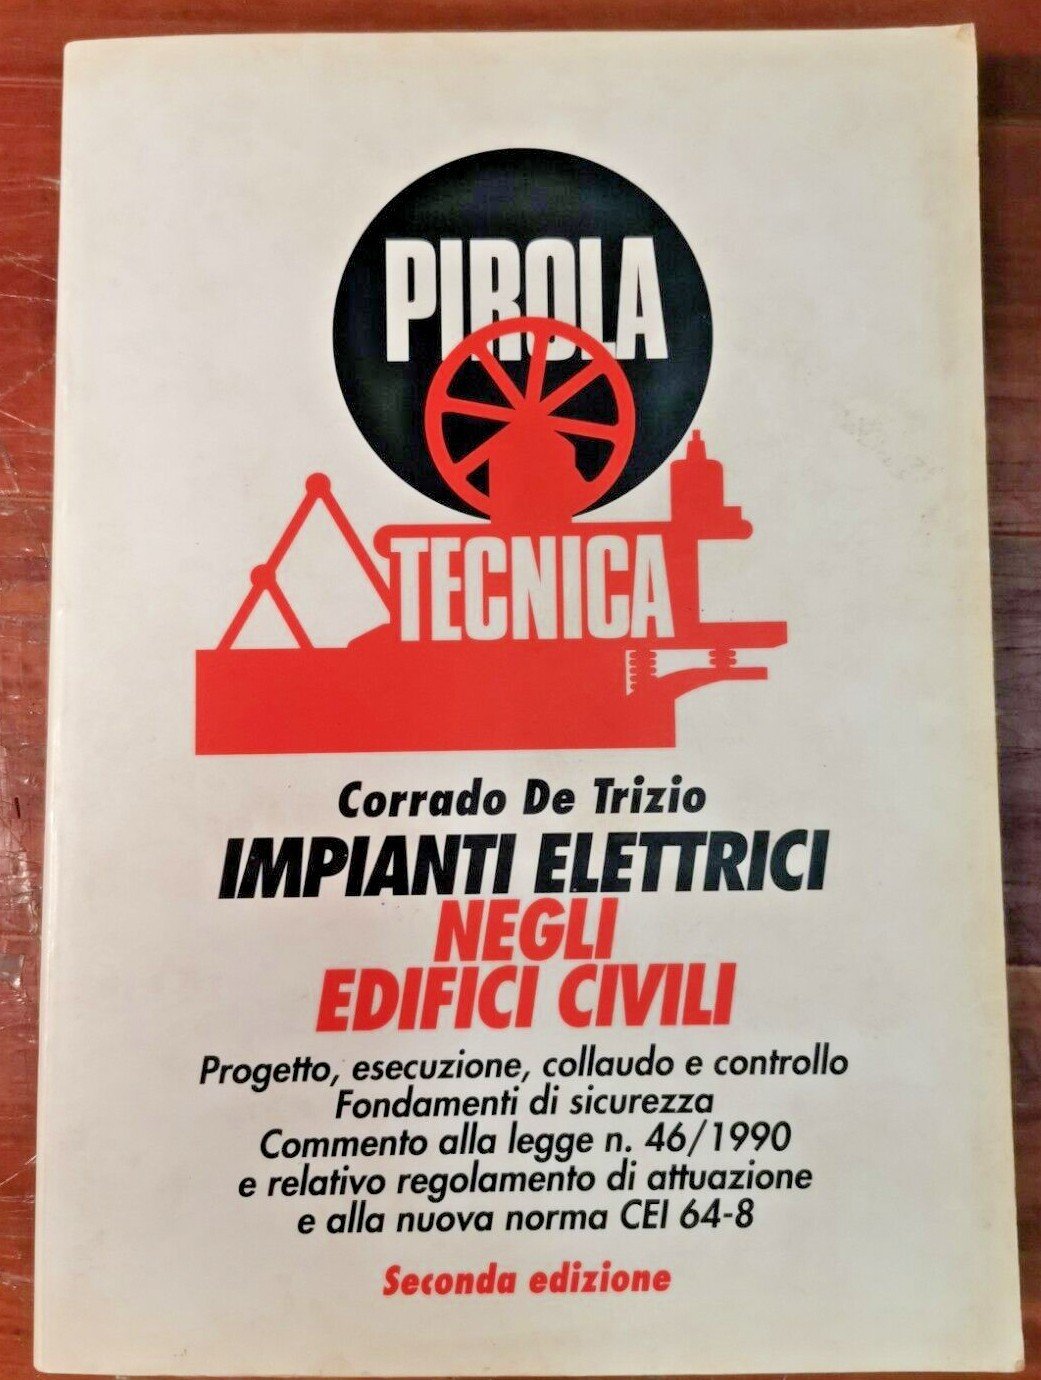 PIROLA
TECNICA
Corrado De Trizio
IMPIANTI ELETTRICI
NEGLI
EDIFICI CIVILI
Progetto, esecuzione, collaudo e controllo
Fondamenti di sicurezza
Commento alla legge n. 46/1990
e relativo regolamento di attuazione
e alla nuova norma CEI 64-8
Seconda edizione